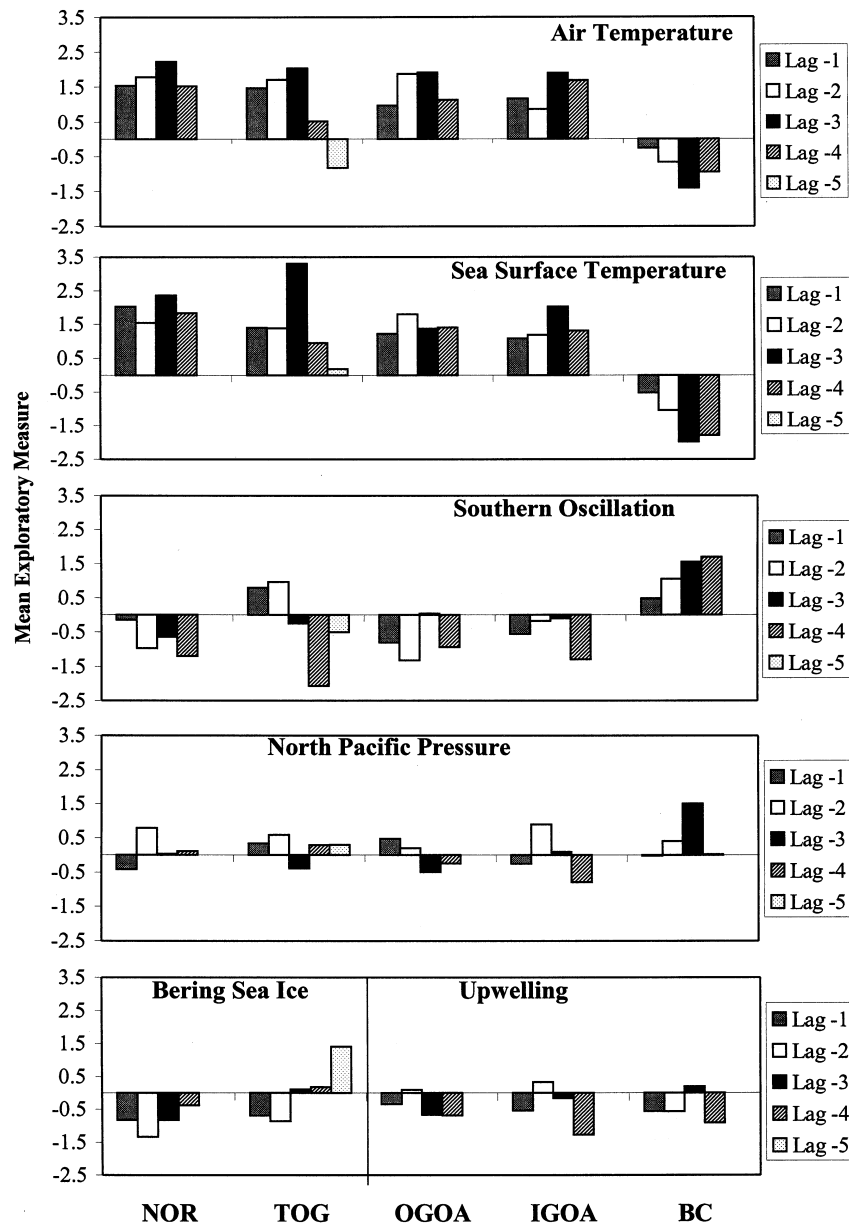 3.5
Air Temperature
2.5
1.5
0.5
-0.5
-1.5
-2.5
Lag -1
Lag -2
Lag -3
Lag -4
Lag -5
3.5
Sea Surface Temperature
2.5
1.5
0.5
-0.5
-1.5
-2.5
Lag -1
Lag -2
Lag -3
Lag -4
Lag -5
Mean Exploratory Measure
3.5
Southern Oscillation
2.5
1.5
0.5
-0.5
-1.5
-2.5
Lag -1
Lag -2
Lag -3
Lag -4
Lag -5
3.5
North Pacific Pressure
2.5
1.5
0.5
-0.5
-1.5
-2.5
Lag -1
Lag -2
Lag -3
Lag -4
Lag -5
3.5
Bering Sea Ice Upwelling
2.5
1.5
0.5
-0.5
-1.5
-2.5
Lag -1
Lag -2
Lag -3
Lag -4
Lag -5
NOR TOG OGOA IGOA BC